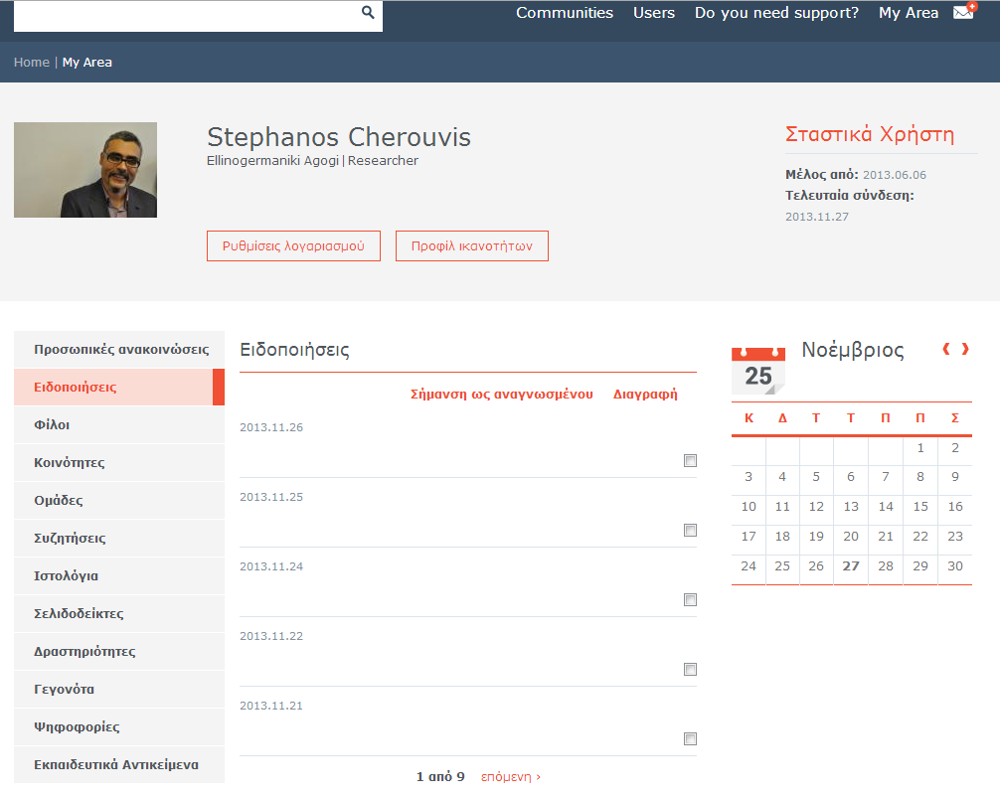 Communities Users Do you need support? My Area
Home | My Area
Stephanos Cherouvis
Ellinogermaniki Agogi | Researcher
Ρυθμίσεις λογαριασμού Προφίλ ικανοτήτων
Σταστικά Χρήστη
Μέλος από: 2013.06.06
Τελευταία σύνδεση:
2013.11.27
Προσωπικές ανακοινώσεις
Ειδοποιήσεις
Φίλοι
Κοινότητες
Ομάδες
Συζητήσεις
Ιστολόγια
Σελιδοδείκτες
Δραστηριότητες
Γεγονότα
Ψηφοφορίες
Εκπαιδευτικά Αντικείμενα
Ειδοποιήσεις
Σήμανση ως αναγνωσμένου Διαγραφή
2013.11.26
2013.11.25
2013.11.24
2013.11.22
2013.11.21
1 από 9 επόμενη ›
25 Νοέμβριος
Κ Δ Τ Τ Π Π Σ
1 2
3 4 5 6 7 8 9
10 11 12 13 14 15 16
17 18 19 20 21 22 23
24 25 26 27 28 29 30